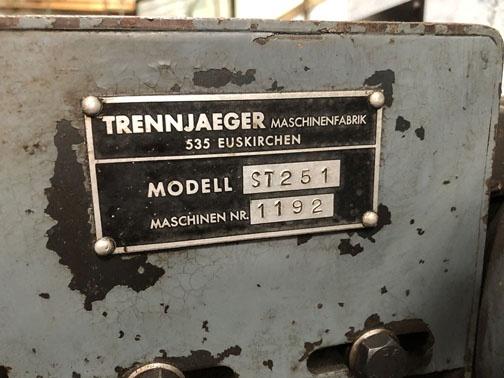 TRENNJAEGER MASCHINENFABRIK
535 EUSKIRCHEN
MODELL ST251
MASCHINEN NR. 1192